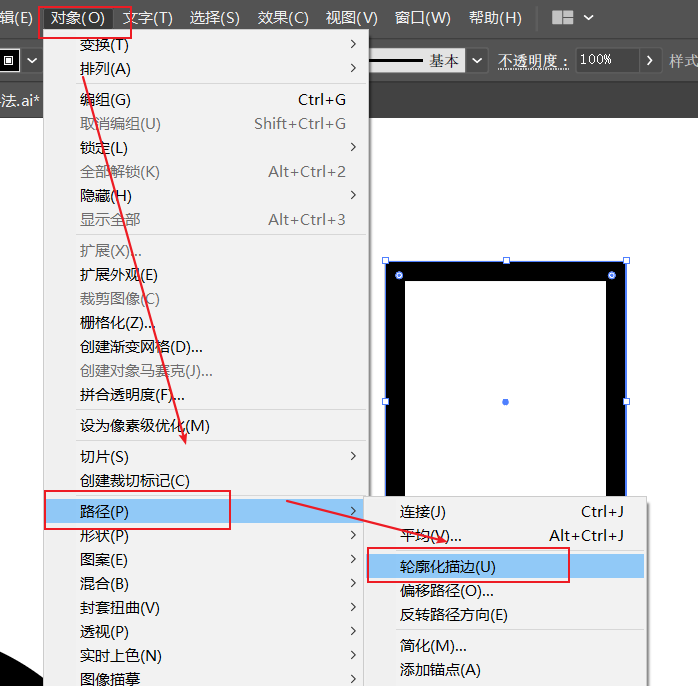 辑(E) 对象(O) 文字(T) 选择(S) 效果(C) 视图(V) 窗口(W) 帮助(H)
基本 不透明度: 100% 样式
法.ai*
变换(T)
排列(A)
编组(G) Ctrl+G
取消编组(U) Shift+Ctrl+G
锁定(L)
全部解锁(K) Alt+Ctrl+2
隐藏(H)
显示全部 Alt+Ctrl+3
扩展(X)...
扩展外观(E)
裁剪图像(C)
栅格化(Z)...
创建渐变网格(D)...
创建对象马赛克(J)...
拼合透明度(F)...
设为像素级优化(M)
切片(S)
创建裁切标记(C)
路径(P)
形状(P)
图案(E)
混合(B)
封套扭曲(V)
透视(P)
实时上色(N)
图像描摹
连接(J) Ctrl+J
平均(V)... Alt+Ctrl+J
轮廓化描边(U)
偏移路径(O)...
反转路径方向(E)
简化(M)...
添加锚点(A)